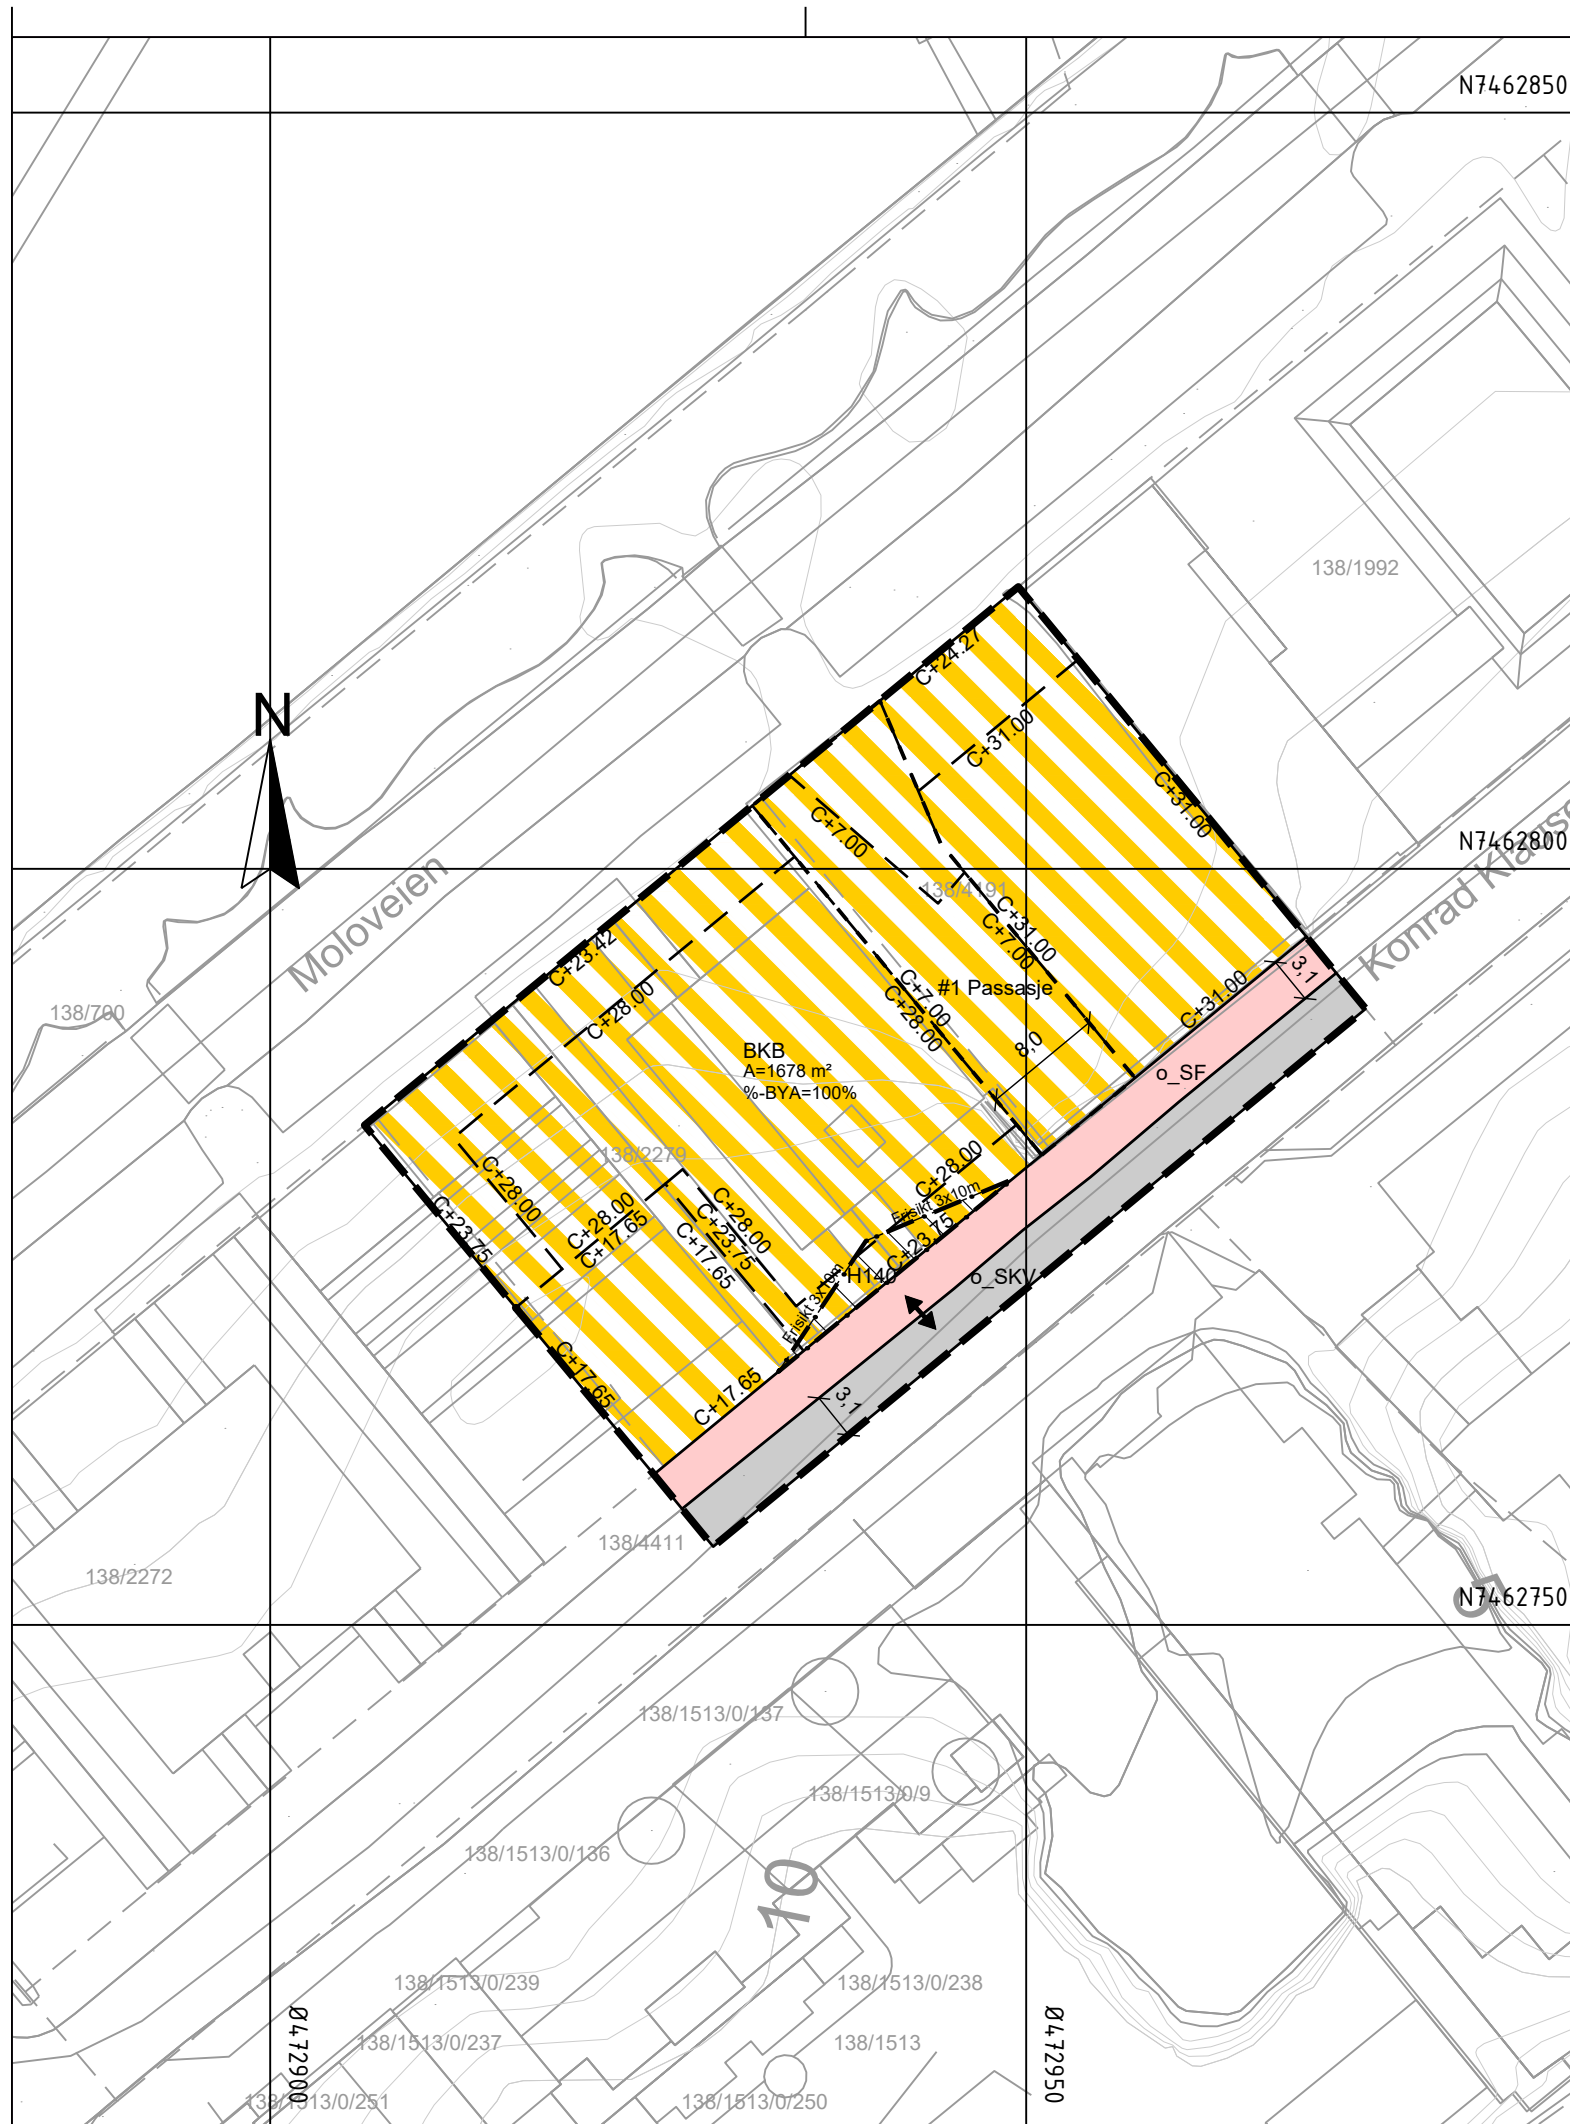 N7462850
138/1992
C+24.27
N
C+31.00
C+31.00
C+7.00
N7462800
Moloveien
138/4191
C+31.00
C+7.00
Konrad
C+23.42
C+28.00
C+7.00
C+28.00
#1 Passasje
C+31.00
3,1
138/700
8,0
BKB
A=1678 m²
%-BYA=100%
o_SF
138/2279
C+28.00
C+28.00
C+17.65
C+28.00
C+23.75
C+17.65
C+28.00
Frisikt 3x10m
C+23.75
C+23.75
H140
o_SKV
Frisikt 3x10m
C+17.65
C+17.65
3,1
138/4411
138/2272
N7462750
5
138/1513/0/137
138/1513/0/9
138/1513/0/136
10
138/1513/0/239
138/1513/0/238
Ø472900
Ø472950
138/1513/0/237
138/1513
138/1513/0/251
138/1513/0/250